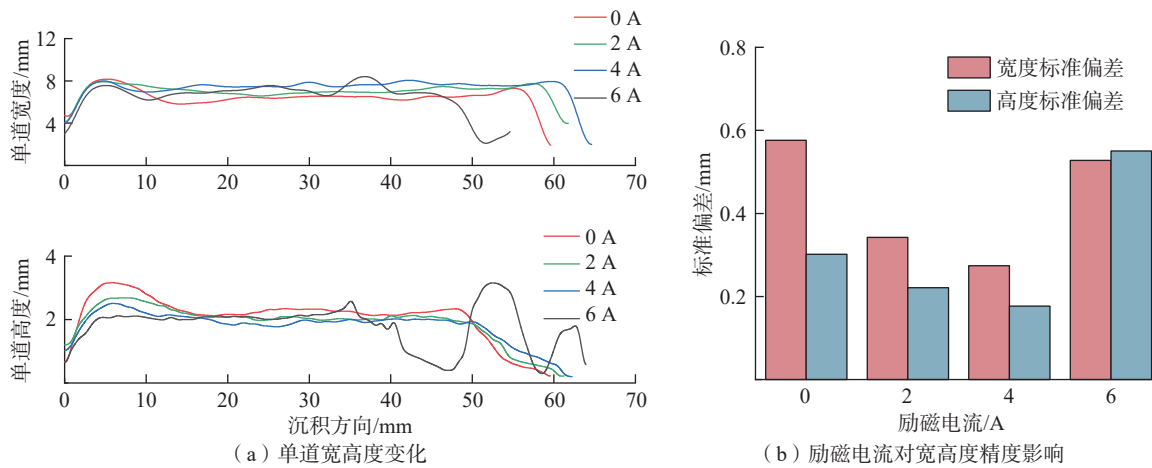 单道宽度/mm
12
8
4
0 10 20 30 40 50 60 70
0 A
2 A
4 A
6 A
单道高度/mm
4
2
0 10 20 30 40 50 60 70
0 A
2 A
4 A
6 A
沉积方向/mm
（a）单道宽高度变化
标准偏差/mm
0.8
0.6
0.4
0.2
宽度标准偏差
高度标准偏差
0 2 4 6
励磁电流/A
（b）励磁电流对宽高度精度影响